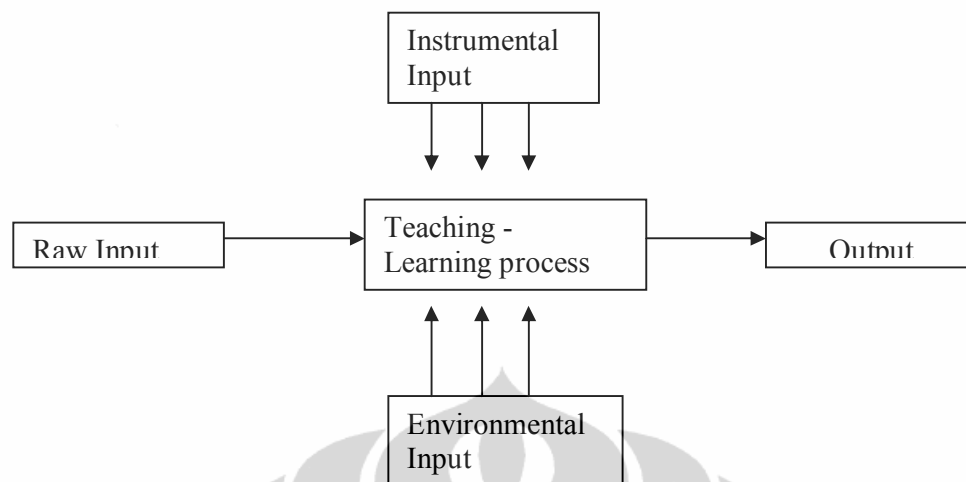 Instrumental
Input
Teaching -
Learning process
Raw Input
Output
Environmental
Input